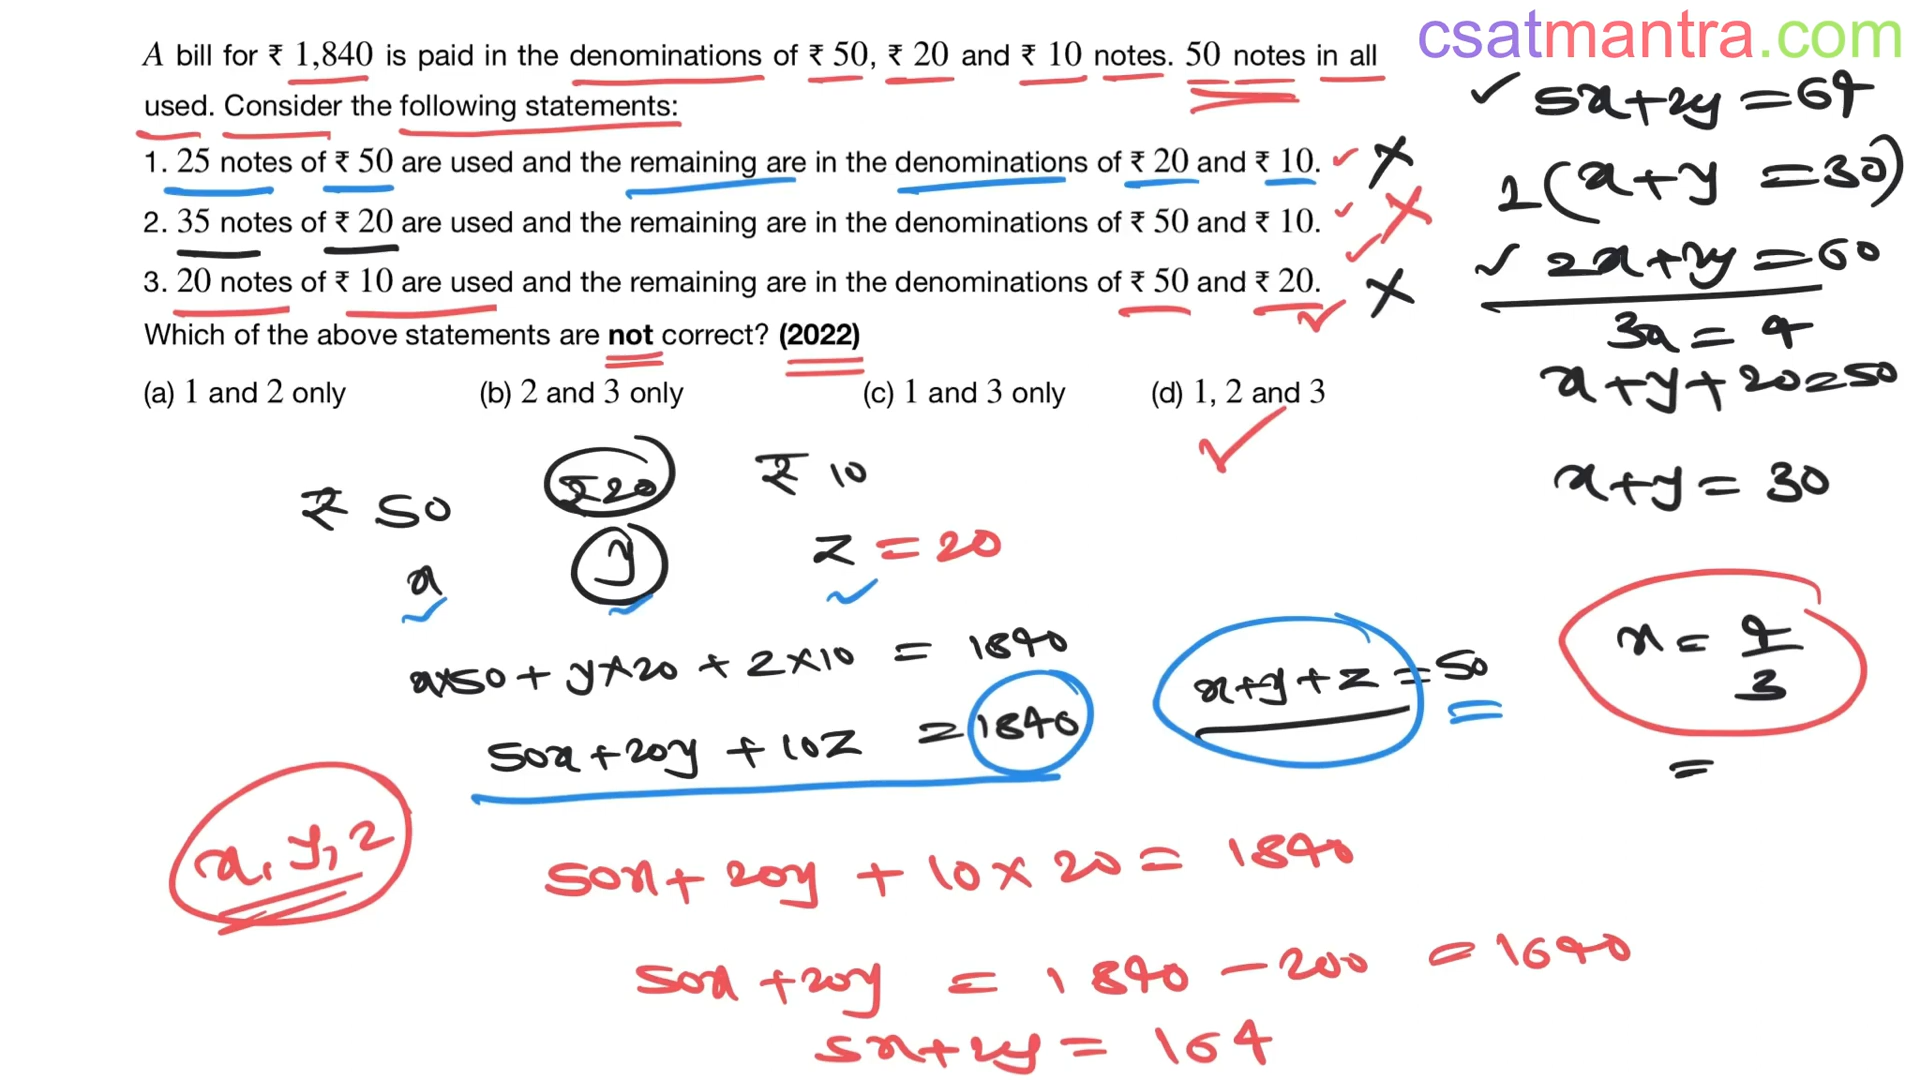 csatmantra.com
A bill for ₹ 1,840 is paid in the denominations of ₹ 50, ₹ 20 and ₹ 10 notes. 50 notes in all
used. Consider the following statements:
1. 25 notes of ₹ 50 are used and the remaining are in the denominations of ₹ 20 and ₹ 10.
2. 35 notes of ₹ 20 are used and the remaining are in the denominations of ₹ 50 and ₹ 10.
3. 20 notes of ₹ 10 are used and the remaining are in the denominations of ₹ 50 and ₹ 20.
Which of the above statements are not correct? (2022)
(a) 1 and 2 only (b) 2 and 3 only (c) 1 and 3 only (d) 1, 2 and 3
₹ 50 ₹20 ₹ 10
x y z = 20
x×50 + y×20 + z×10 = 1840
50x + 20y + 10z = 1840
x+y+z = 50
x, y, z
50x + 20y + 10 × 20 = 1840
50x + 20y = 1840 - 200 = 1640
5x + 2y = 164
5x + 2y = 64
2(x + y = 30)
2x + 2y = 60
3x = 4
x + y + 20 = 50
x + y = 30
x = 4/3
=